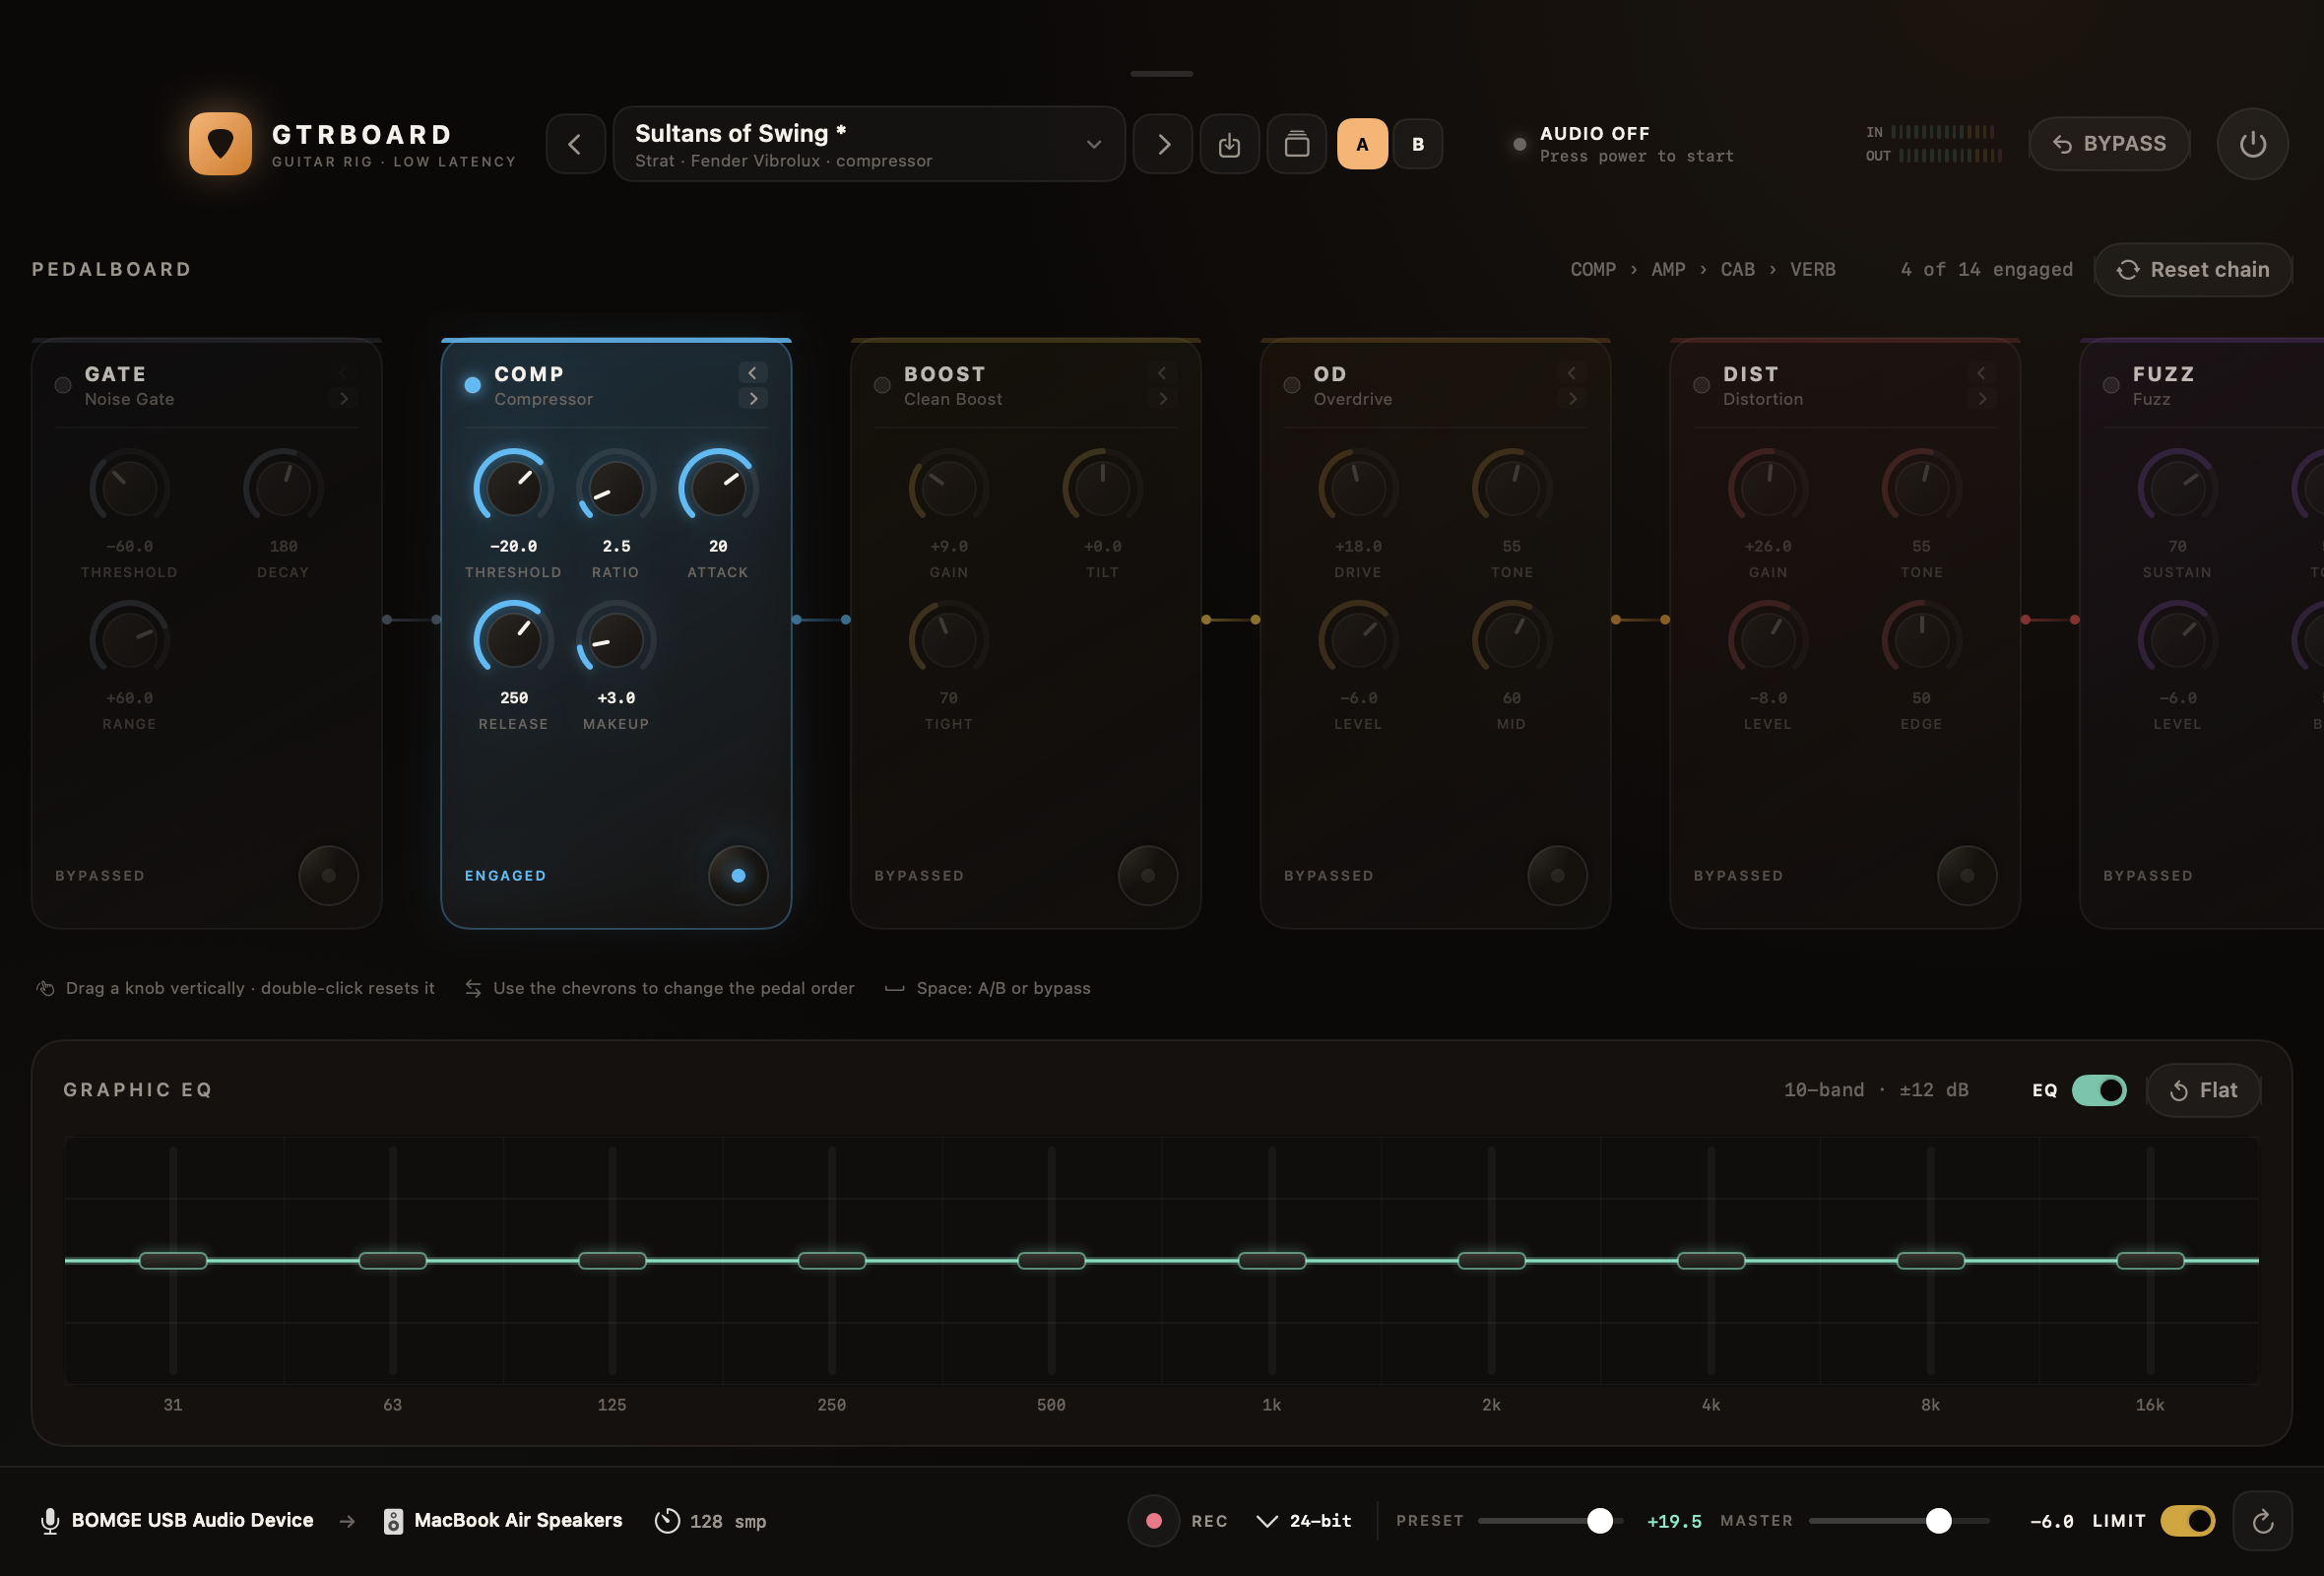 GTRBOARD
GUITAR RIG · LOW LATENCY
Sultans of Swing *
Strat · Fender Vibrolux · compressor
A
B
AUDIO OFF
Press power to start
IN
OUT
BYPASS
PEDALBOARD
COMP › AMP › CAB › VERB
4 of 14 engaged
Reset chain
GATE
Noise Gate
−60.0
180
THRESHOLD
DECAY
+60.0
RANGE
BYPASSED
COMP
Compressor
−20.0
2.5
20
THRESHOLD
RATIO
ATTACK
250
+3.0
RELEASE
MAKEUP
ENGAGED
BOOST
Clean Boost
+9.0
+0.0
GAIN
TILT
70
TIGHT
BYPASSED
OD
Overdrive
+18.0
55
DRIVE
TONE
−6.0
60
LEVEL
MID
BYPASSED
DIST
Distortion
+26.0
55
GAIN
TONE
−8.0
50
LEVEL
EDGE
BYPASSED
FUZZ
Fuzz
70
SUSTAIN
−6.0
LEVEL
BYPASSED
Drag a knob vertically · double-click resets it
Use the chevrons to change the pedal order
Space: A/B or bypass
GRAPHIC EQ
10-band · ±12 dB
EQ
Flat
31
63
125
250
500
1k
2k
4k
8k
16k
BOMGE USB Audio Device
MacBook Air Speakers
128 smp
REC
24-bit
PRESET
+19.5
MASTER
−6.0
LIMIT